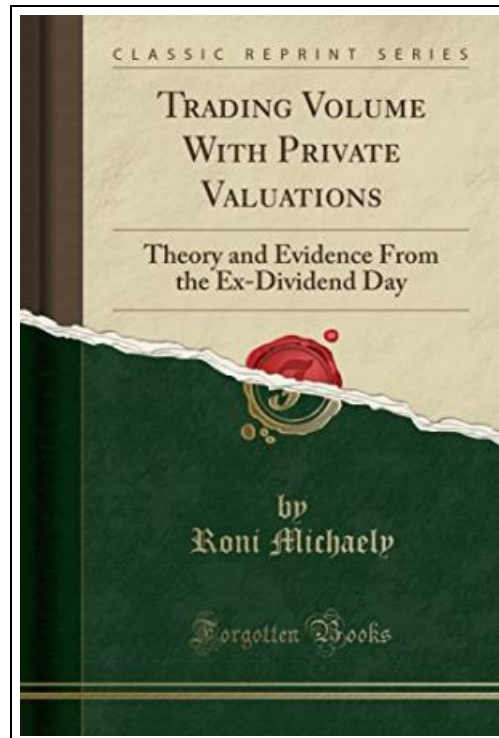 CLASSIC REPRINT SERIES
TRADING VOLUME
WITH PRIVATE
VALUATIONS
Theory and Evidence From
the Ex-Dividend Day
by
Roni Michaely
Forgotten Books